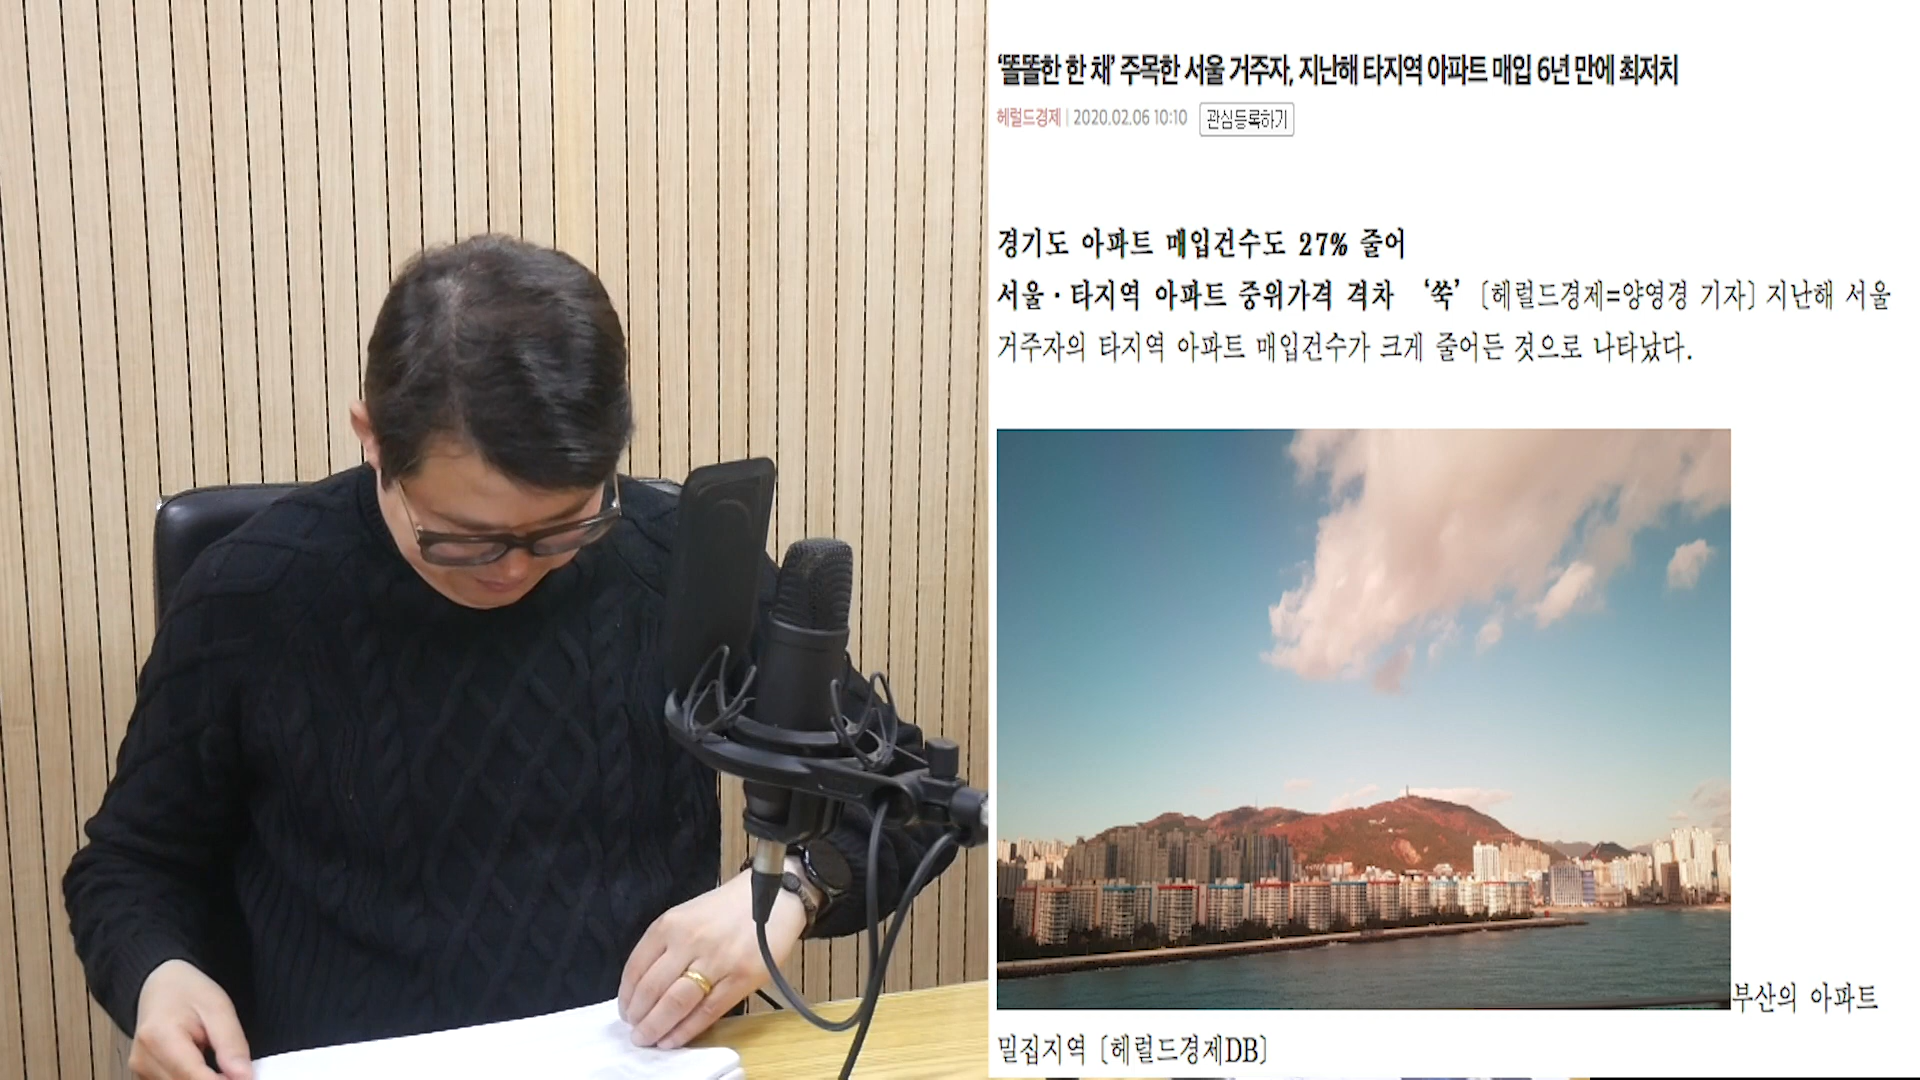 ‘똘똘한 한 채’ 주목한 서울 거주자, 지난해 타지역 아파트 매입 6년 만에 최저치
헤럴드경제 | 2020.02.06 10:10 관심등록하기
경기도 아파트 매입건수도 27% 줄어
서울·타지역 아파트 중위가격 격차 ‘쑥’ [헤럴드경제=양영경 기자] 지난해 서울
거주자의 타지역 아파트 매입건수가 크게 줄어든 것으로 나타났다.
부산의 아파트
밀집지역 [헤럴드경제DB]